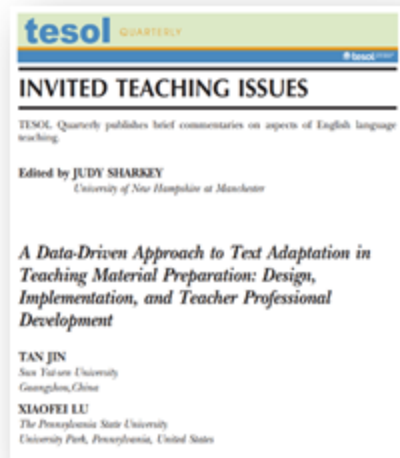 tesol QUARTERLY
tesol
INVITED TEACHING ISSUES
TESOL Quarterly publishes brief commentaries on aspects of English language
teaching.
Edited by JUDY SHARKEY
University of New Hampshire at Manchester
A Data-Driven Approach to Text Adaptation in
Teaching Material Preparation: Design,
Implementation, and Teacher Professional
Development
TAN JIN
Sun Yat-sen University
Guangzhou, China
XIAOFEI LU
The Pennsylvania State University
University Park, Pennsylvania, United States